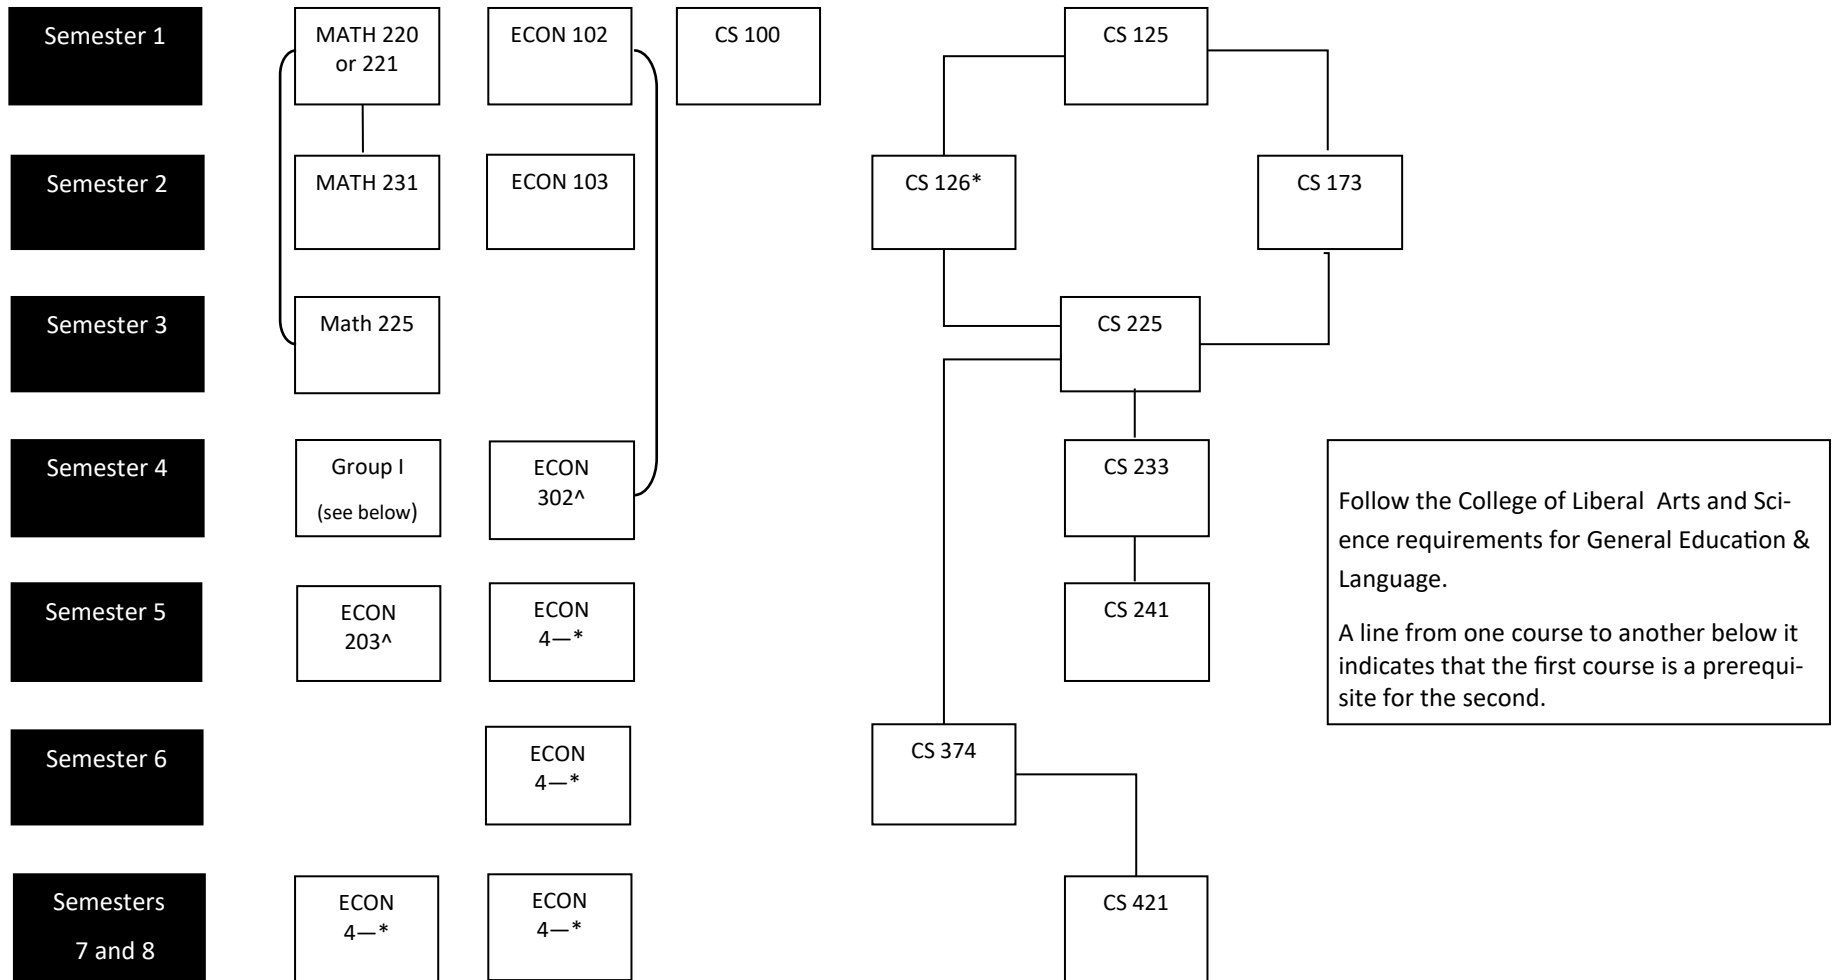 Semester 1
MATH 220
or 221
ECON 102
CS 100
CS 125
Semester 2
MATH 231
ECON 103
CS 126*
CS 173
Semester 3
Math 225
CS 225
Semester 4
Group I
(see below)
ECON
302^
CS 233
Follow the College of Liberal Arts and Sci-
ence requirements for General Education &
Language.
A line from one course to another below it
indicates that the first course is a prerequi-
site for the second.
Semester 5
ECON
203^
ECON
4—*
CS 241
Semester 6
ECON
4—*
CS 374
Semesters
7 and 8
ECON
4—*
ECON
4—*
CS 421